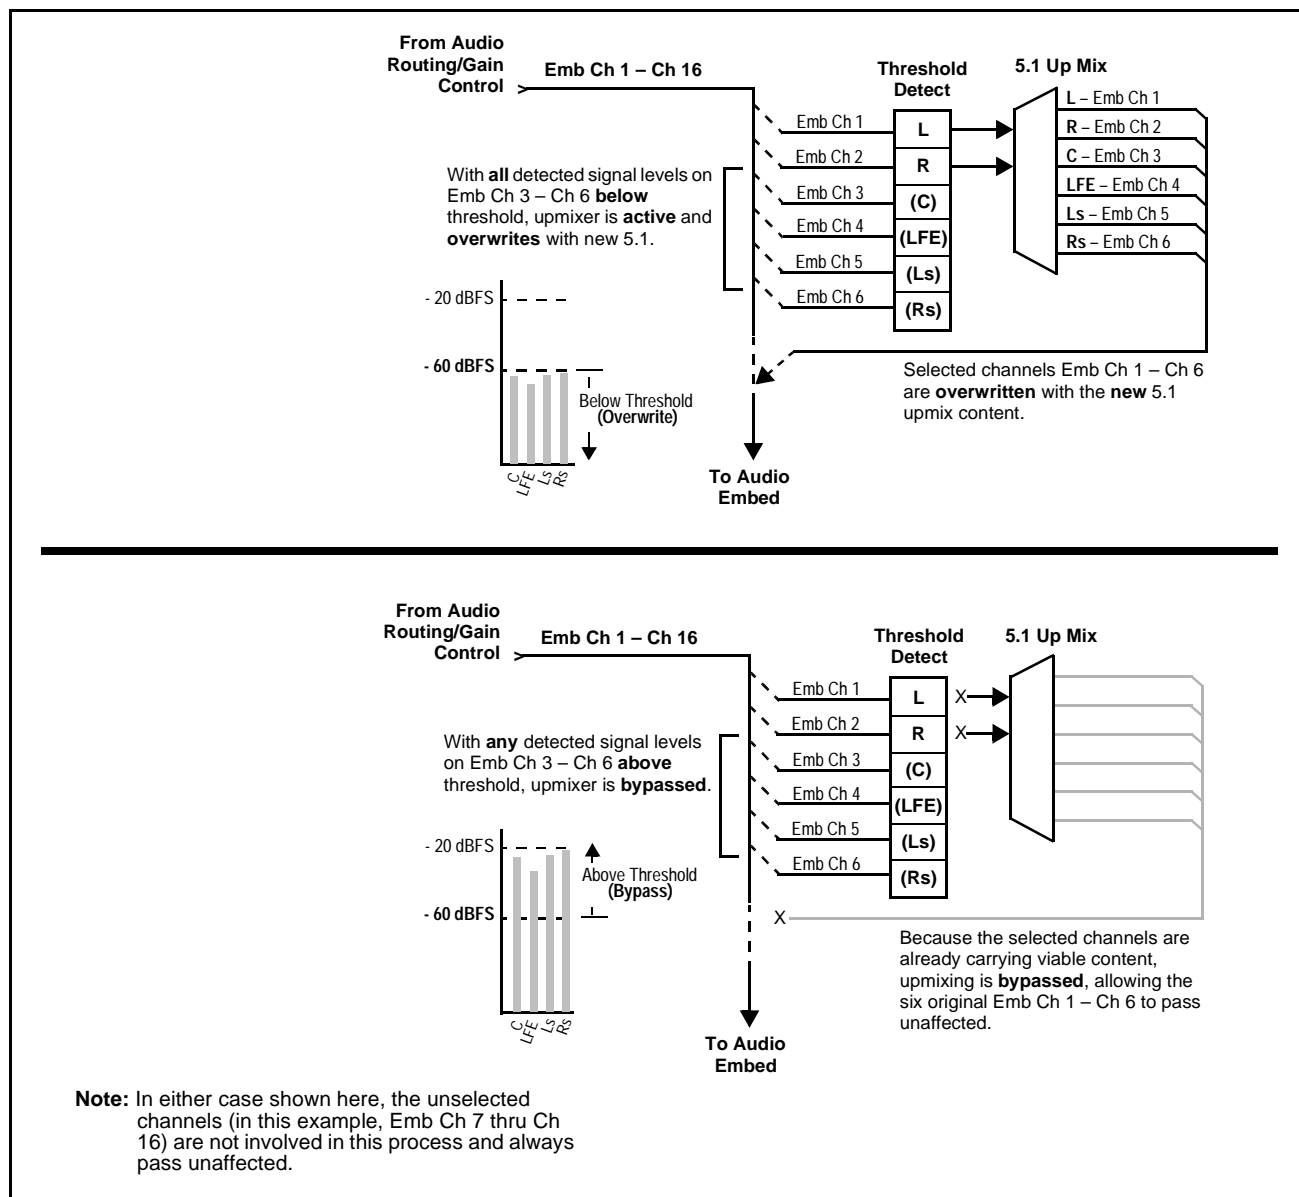 From Audio
Routing/Gain
Control
Emb Ch 1 – Ch 16
Threshold
Detect
5.1 Up Mix
Emb Ch 1
Emb Ch 2
Emb Ch 3
Emb Ch 4
Emb Ch 5
Emb Ch 6
L
R
(C)
(LFE)
(Ls)
(Rs)
L – Emb Ch 1
R – Emb Ch 2
C – Emb Ch 3
LFE – Emb Ch 4
Ls – Emb Ch 5
Rs – Emb Ch 6
With all detected signal levels on
Emb Ch 3 – Ch 6 below
threshold, upmixer is active and
overwrites with new 5.1.
- 20 dBFS
- 60 dBFS
Below Threshold
(Overwrite)
C
LFE
Ls
Rs
Selected channels Emb Ch 1 – Ch 6
are overwritten with the new 5.1
upmix content.
To Audio
Embed
From Audio
Routing/Gain
Control
Emb Ch 1 – Ch 16
Threshold
Detect
5.1 Up Mix
Emb Ch 1
Emb Ch 2
Emb Ch 3
Emb Ch 4
Emb Ch 5
Emb Ch 6
L
R
(C)
(LFE)
(Ls)
(Rs)
X
X
With any detected signal levels
on Emb Ch 3 – Ch 6 above
threshold, upmixer is bypassed.
- 20 dBFS
- 60 dBFS
Above Threshold
(Bypass)
C
LFE
Ls
Rs
X
Because the selected channels are
already carrying viable content,
upmixing is bypassed, allowing the
six original Emb Ch 1 – Ch 6 to pass
unaffected.
To Audio
Embed
Note: In either case shown here, the unselected
channels (in this example, Emb Ch 7 thru Ch
16) are not involved in this process and always
pass unaffected.